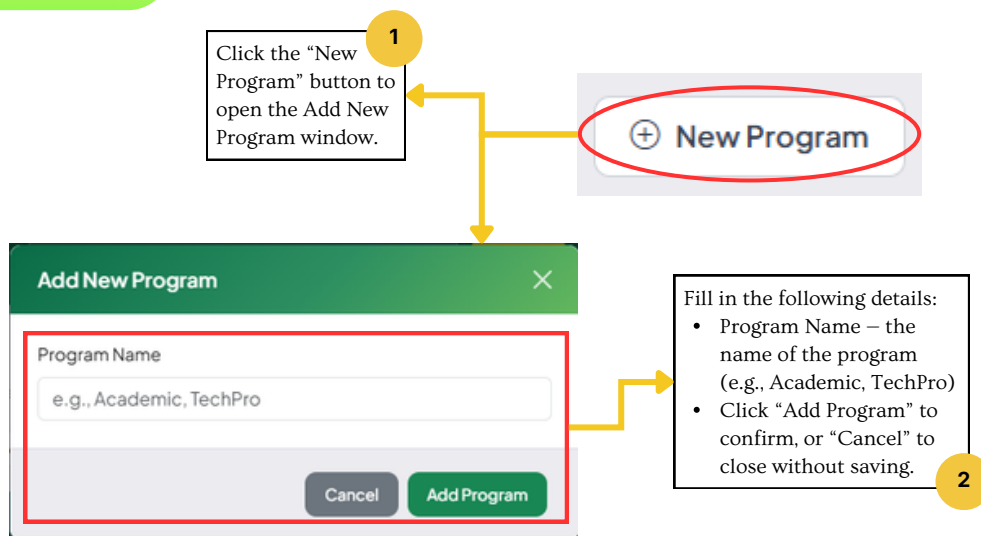 1
Click the “New
Program” button to
open the Add New
Program window.
New Program
Add New Program
Program Name
e.g., Academic, TechPro
Cancel
Add Program
Fill in the following details:
• Program Name – the
name of the program
(e.g., Academic, TechPro)
• Click “Add Program” to
confirm, or “Cancel” to
close without saving.
2